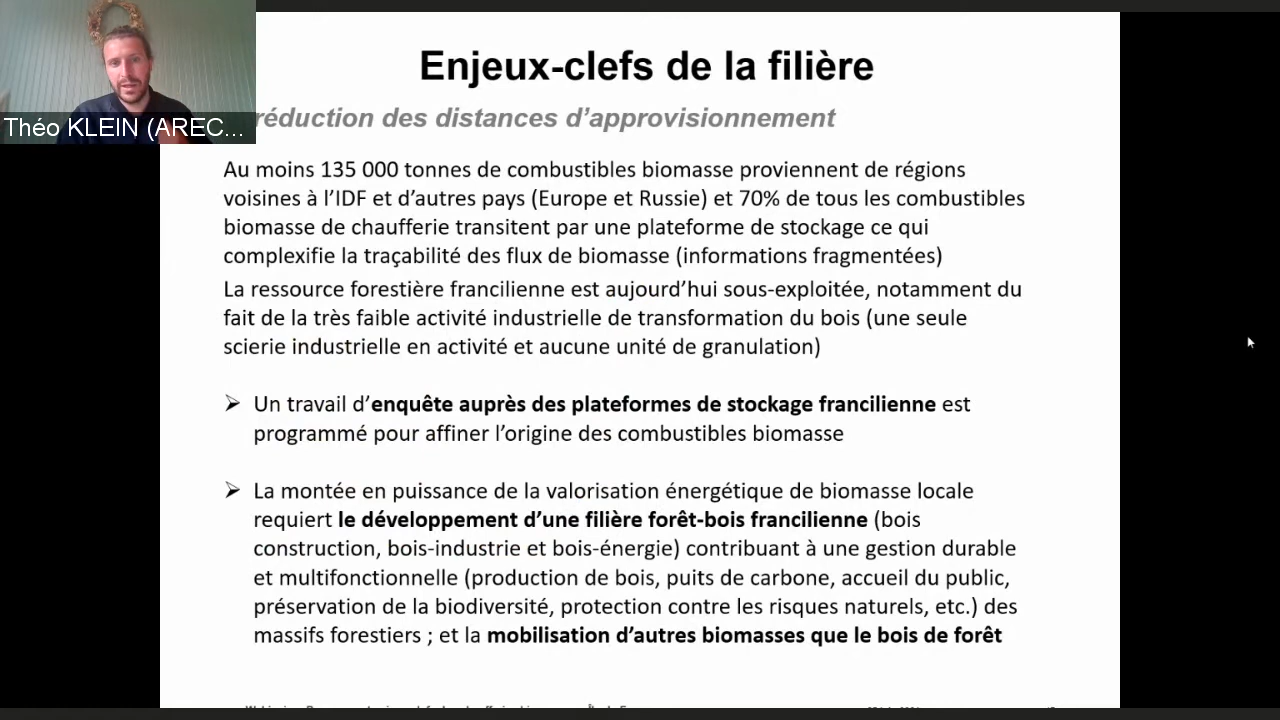 Enjeux-clefs de la filière
réduction des distances d’approvisionnement
Théo KLEIN (AREC...
Au moins 135 000 tonnes de combustibles biomasse proviennent de régions
voisines à l’IDF et d’autres pays (Europe et Russie) et 70% de tous les combustibles
biomasse de chaufferie transitent par une plateforme de stockage ce qui
complexifie la traçabilité des flux de biomasse (informations fragmentées)
La ressource forestière francilienne est aujourd’hui sous-exploitée, notamment du
fait de la très faible activité industrielle de transformation du bois (une seule
scierie industrielle en activité et aucune unité de granulation)
➢ Un travail d’enquête auprès des plateformes de stockage francilienne est
programmé pour affiner l’origine des combustibles biomasse
➢ La montée en puissance de la valorisation énergétique de biomasse locale
requiert le développement d’une filière forêt-bois francilienne (bois
construction, bois-industrie et bois-énergie) contribuant à une gestion durable
et multifonctionnelle (production de bois, puits de carbone, accueil du public,
préservation de la biodiversité, protection contre les risques naturels, etc.) des
massifs forestiers ; et la mobilisation d’autres biomasses que le bois de forêt